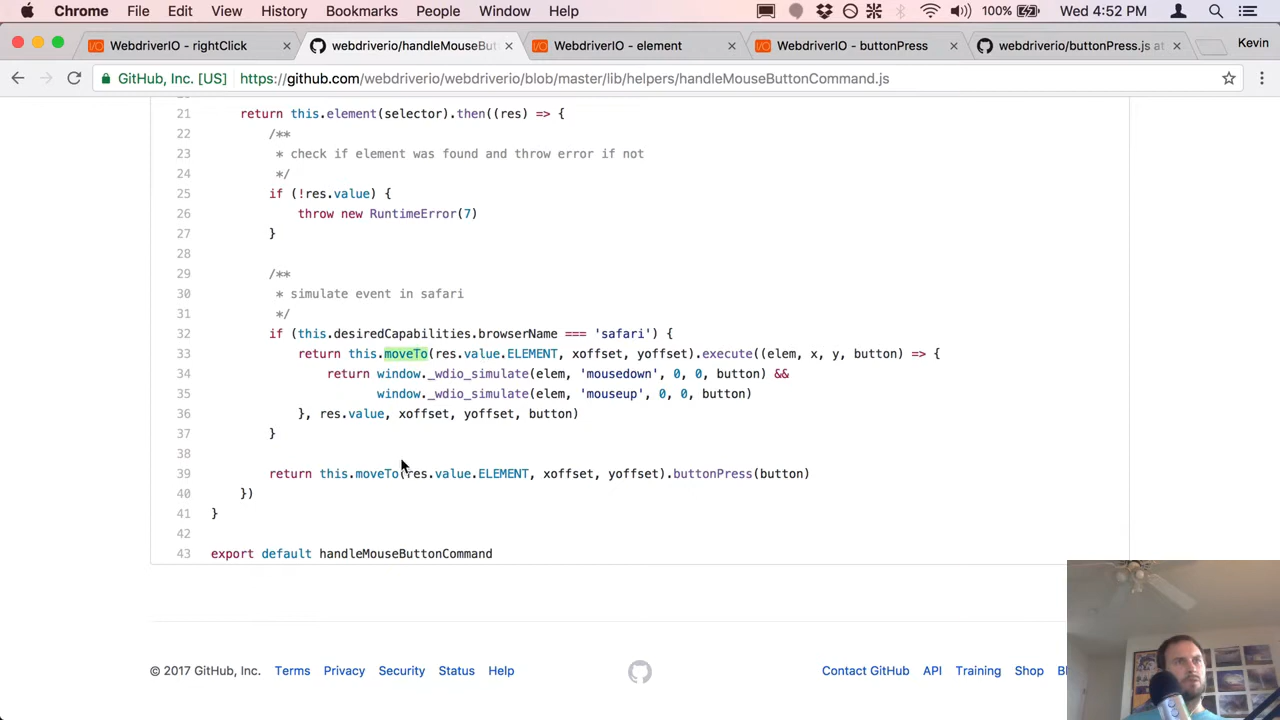 Chrome File Edit View History Bookmarks People Window Help 100% Wed 4:52 PM
WebdriverIO - rightClick
webdriverio/handleMouseBut
WebdriverIO - element
WebdriverIO - buttonPress
webdriverio/buttonPress.js at
Kevin
GitHub, Inc. [US] https://github.com/webdriverio/webdriverio/blob/master/lib/helpers/handleMouseButtonCommand.js
21 return this.element(selector).then((res) => {
22 /**
23 * check if element was found and throw error if not
24 */
25 if (!res.value) {
26 throw new RuntimeError(7)
27 }
28
29 /**
30 * simulate event in safari
31 */
32 if (this.desiredCapabilities.browserName === 'safari') {
33 return this.moveTo(res.value.ELEMENT, xoffset, yoffset).execute((elem, x, y, button) => {
34 return window._wdio_simulate(elem, 'mousedown', 0, 0, button) &&
35 window._wdio_simulate(elem, 'mouseup', 0, 0, button)
36 }, res.value, xoffset, yoffset, button)
37 }
38
39 return this.moveTo(res.value.ELEMENT, xoffset, yoffset).buttonPress(button)
40 })
41 }
42
43 export default handleMouseButtonCommand
© 2017 GitHub, Inc. Terms Privacy Security Status Help
Contact GitHub API Training Shop